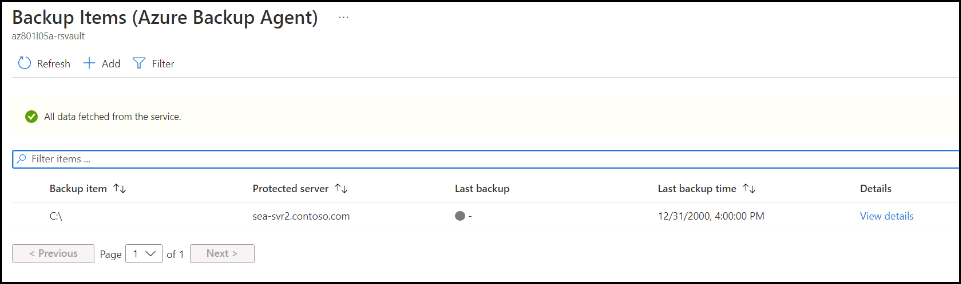 Backup Items (Azure Backup Agent) ...
az801l05a-rsvault
Refresh Add Filter
All data fetched from the service.
Filter items ...
Backup item ↑↓ Protected server ↑↓ Last backup Last backup time ↑↓ Details
C:\ sea-svr2.contoso.com - 12/31/2000, 4:00:00 PM View details
< Previous Page 1 of 1 Next >